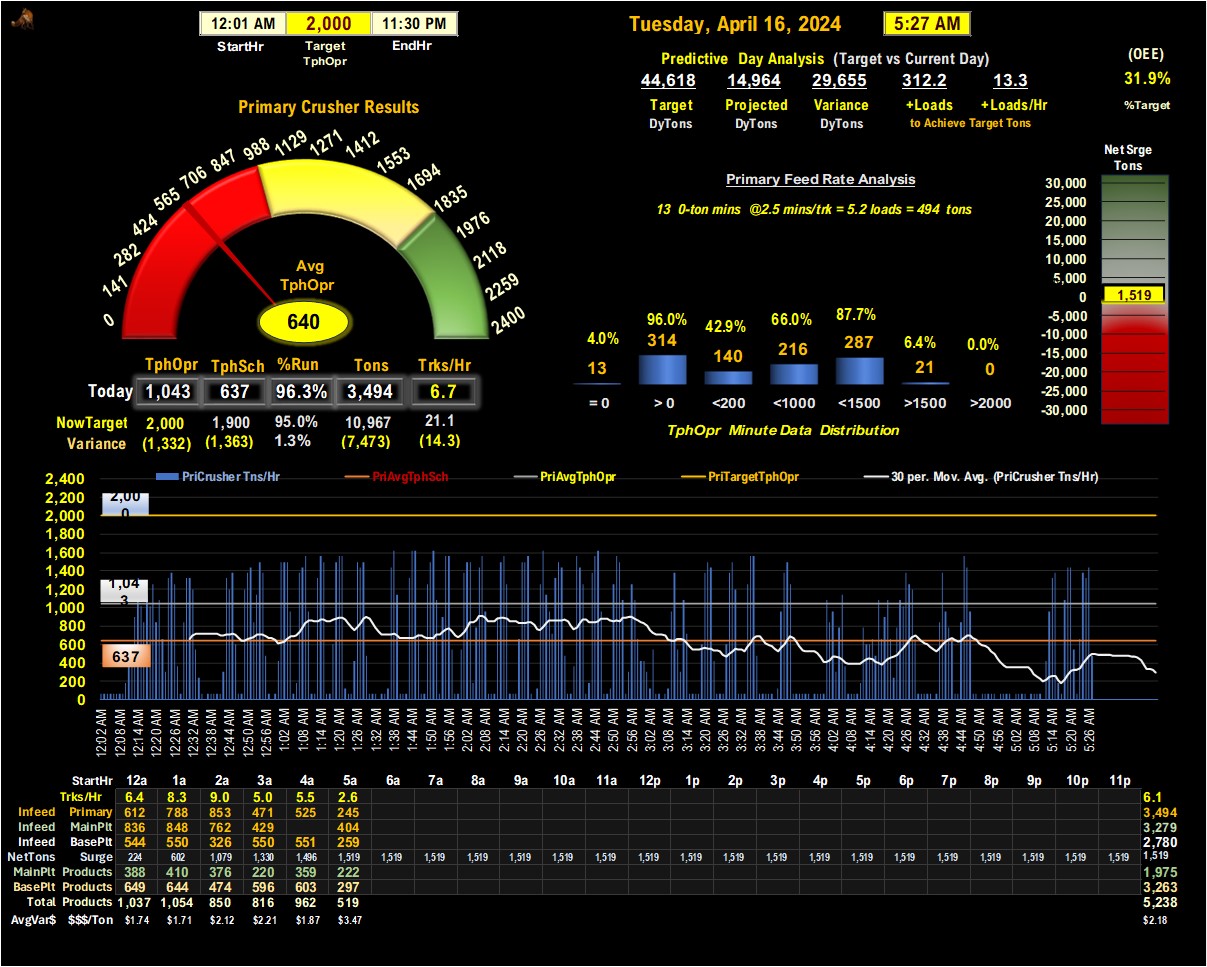 12:01 AM 2,000 11:30 PM
StartHr Target EndHr
TphOpr
Tuesday, April 16, 2024 5:27 AM
Predictive Day Analysis (Target vs Current Day)
44,618 14,964 29,655 312.2 13.3
Target Projected Variance +Loads +Loads/Hr
DyTons DyTons DyTons to Achieve Target Tons
(OEE)
31.9%
%Target
Primary Crusher Results
0 141 282 424 565 706 847 988 1129 1271 1412 1553 1694 1835 1976 2118 2259 2400
Avg
TphOpr
640
TphOpr TphSch %Run Tons Trks/Hr
Today 1,043 637 96.3% 3,494 6.7
NowTarget 2,000 1,900 95.0% 10,967 21.1
Variance (1,332) (1,363) 1.3% (7,473) (14.3)
Primary Feed Rate Analysis
13 0-ton mins @2.5 mins/trk = 5.2 loads = 494 tons
4.0% 96.0% 42.9% 66.0% 87.7% 6.4% 0.0%
13 314 140 216 287 21 0
= 0 > 0 <200 <1000 <1500 >1500 >2000
TphOpr Minute Data Distribution
Net Srge
Tons
30,000
25,000
20,000
15,000
10,000
5,000
0 1,519
-5,000
-10,000
-15,000
-20,000
-25,000
-30,000
PriCrusher Tns/Hr PriAvgTphSch PriAvgTphOpr PriTargetTphOpr 30 per. Mov. Avg. (PriCrusher Tns/Hr)
2,400
2,200
2,000
1,800
1,600
1,400
1,200
1,000
800
600
400
200
0
2,00
0
1,04
3
637
12:02 AM 12:08 AM 12:14 AM 12:20 AM 12:26 AM 12:32 AM 12:38 AM 12:44 AM 12:50 AM 12:56 AM 1:02 AM 1:08 AM 1:14 AM 1:20 AM 1:26 AM 1:32 AM 1:38 AM 1:44 AM 1:50 AM 1:56 AM 2:02 AM 2:08 AM 2:14 AM 2:20 AM 2:26 AM 2:32 AM 2:38 AM 2:44 AM 2:50 AM 2:56 AM 3:02 AM 3:08 AM 3:14 AM 3:20 AM 3:26 AM 3:32 AM 3:38 AM 3:44 AM 3:50 AM 3:56 AM 4:02 AM 4:08 AM 4:14 AM 4:20 AM 4:26 AM 4:32 AM 4:38 AM 4:44 AM 4:50 AM 4:56 AM 5:02 AM 5:08 AM 5:14 AM 5:20 AM 5:26 AM
StartHr 12a 1a 2a 3a 4a 5a 6a 7a 8a 9a 10a 11a 12p 1p 2p 3p 4p 5p 6p 7p 8p 9p 10p 11p
Trks/Hr 6.4 8.3 9.0 5.0 5.5 2.6 6.1
Infeed Primary 612 788 853 471 525 245 3,494
Infeed MainPlt 836 848 762 429 404 3,279
Infeed BasePlt 544 550 326 550 551 259 2,780
NetTons Surge 224 602 1,079 1,330 1,496 1,519 1,519 1,519 1,519 1,519 1,519 1,519 1,519 1,519 1,519 1,519 1,519 1,519 1,519 1,519 1,519 1,519 1,519 1,519 1,519
MainPlt Products 388 410 376 220 359 222 1,975
BasePlt Products 649 644 474 596 603 297 3,263
Total Products 1,037 1,054 850 816 962 519 5,238
AvgVar$ $$$/Ton $1.74 $1.71 $2.12 $2.21 $1.87 $3.47 $2.18